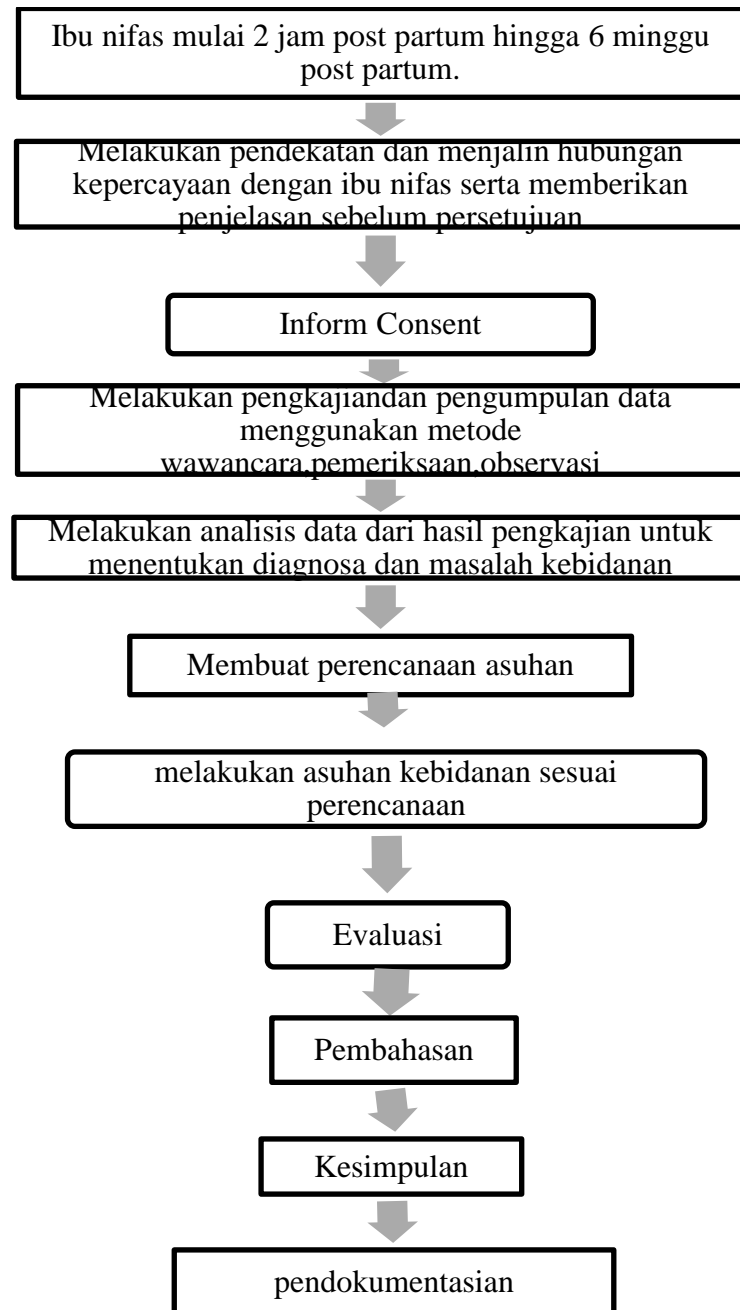 Ibu nifas mulai 2 jam post partum hingga 6 minggu
post partum.
Melakukan pendekatan dan menjalin hubungan
kepercayaan dengan ibu nifas serta memberikan
penjelasan sebelum persetujuan
Inform Consent
Melakukan pengkajiandan pengumpulan data
menggunakan metode
wawancara,pemeriksaan,observasi
Melakukan analisis data dari hasil pengkajian untuk
menentukan diagnosa dan masalah kebidanan
Membuat perencanaan asuhan
melakukan asuhan kebidanan sesuai
perencanaan
Evaluasi
Pembahasan
Kesimpulan
pendokumentasian